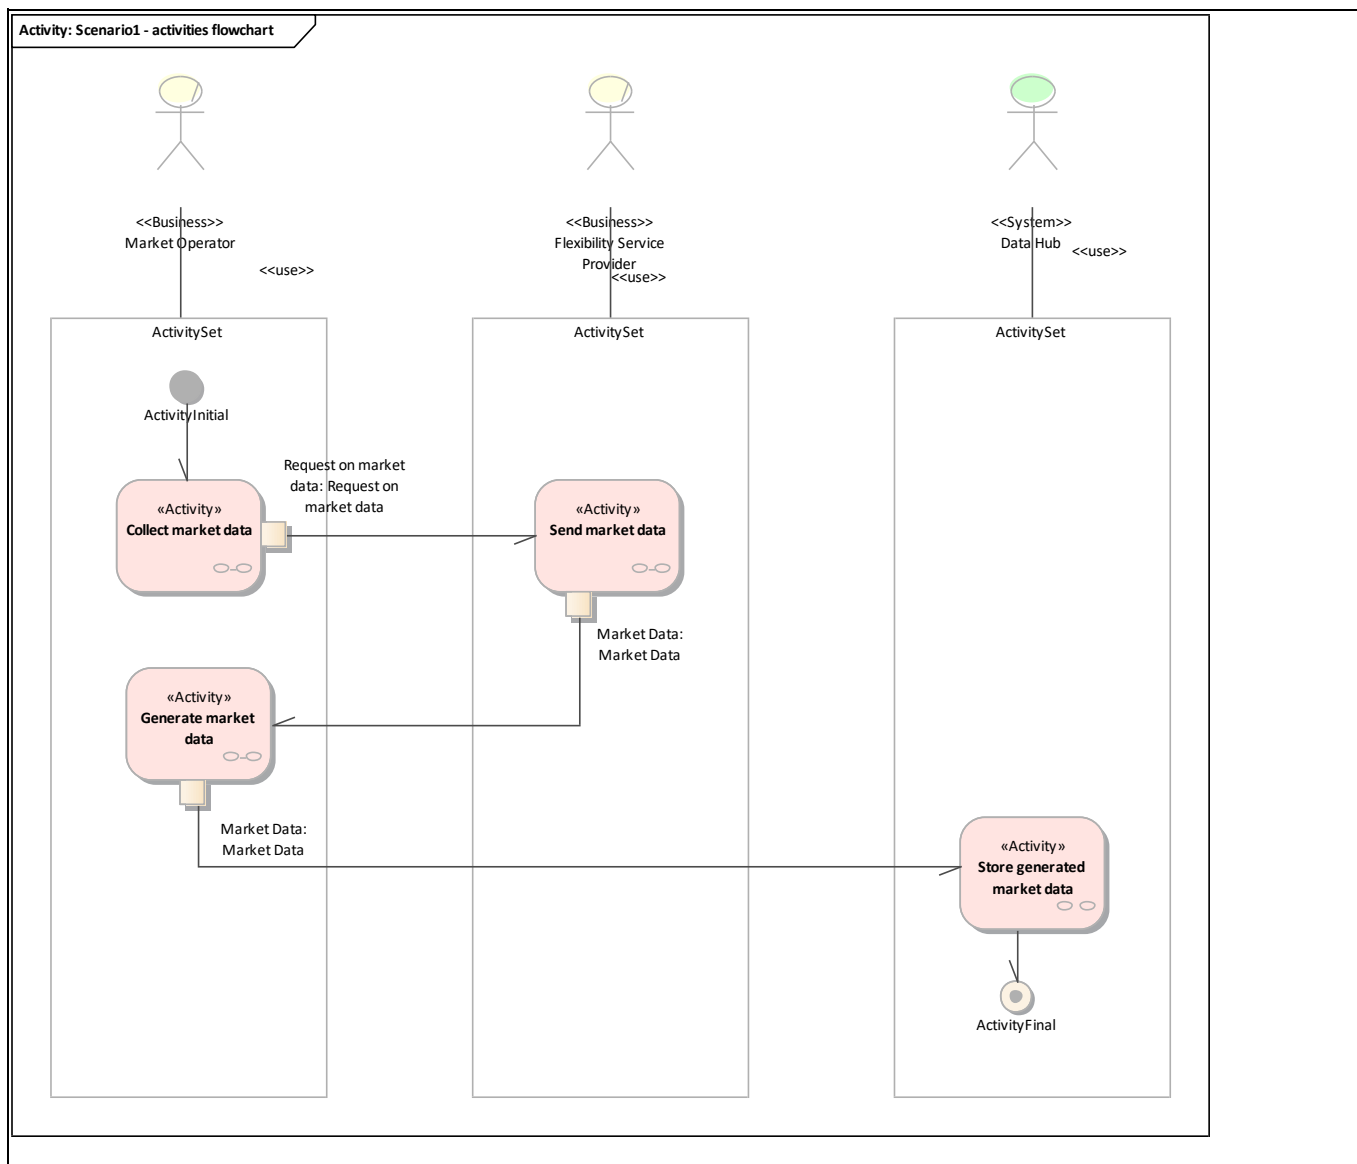 Activity: Scenario1 - activities flowchart
<<Business>>
Market Operator
<<use>>
<<Business>>
Flexibility Service
Provider
<<use>>
<<System>>
Data Hub
<<use>>
ActivitySet
ActivitySet
ActivitySet
ActivityInitial
Request on market
data: Request on
market data
«Activity»
Collect market data
«Activity»
Send market data
Market Data:
Market Data
«Activity»
Generate market
data
Market Data:
Market Data
«Activity»
Store generated
market data
ActivityFinal